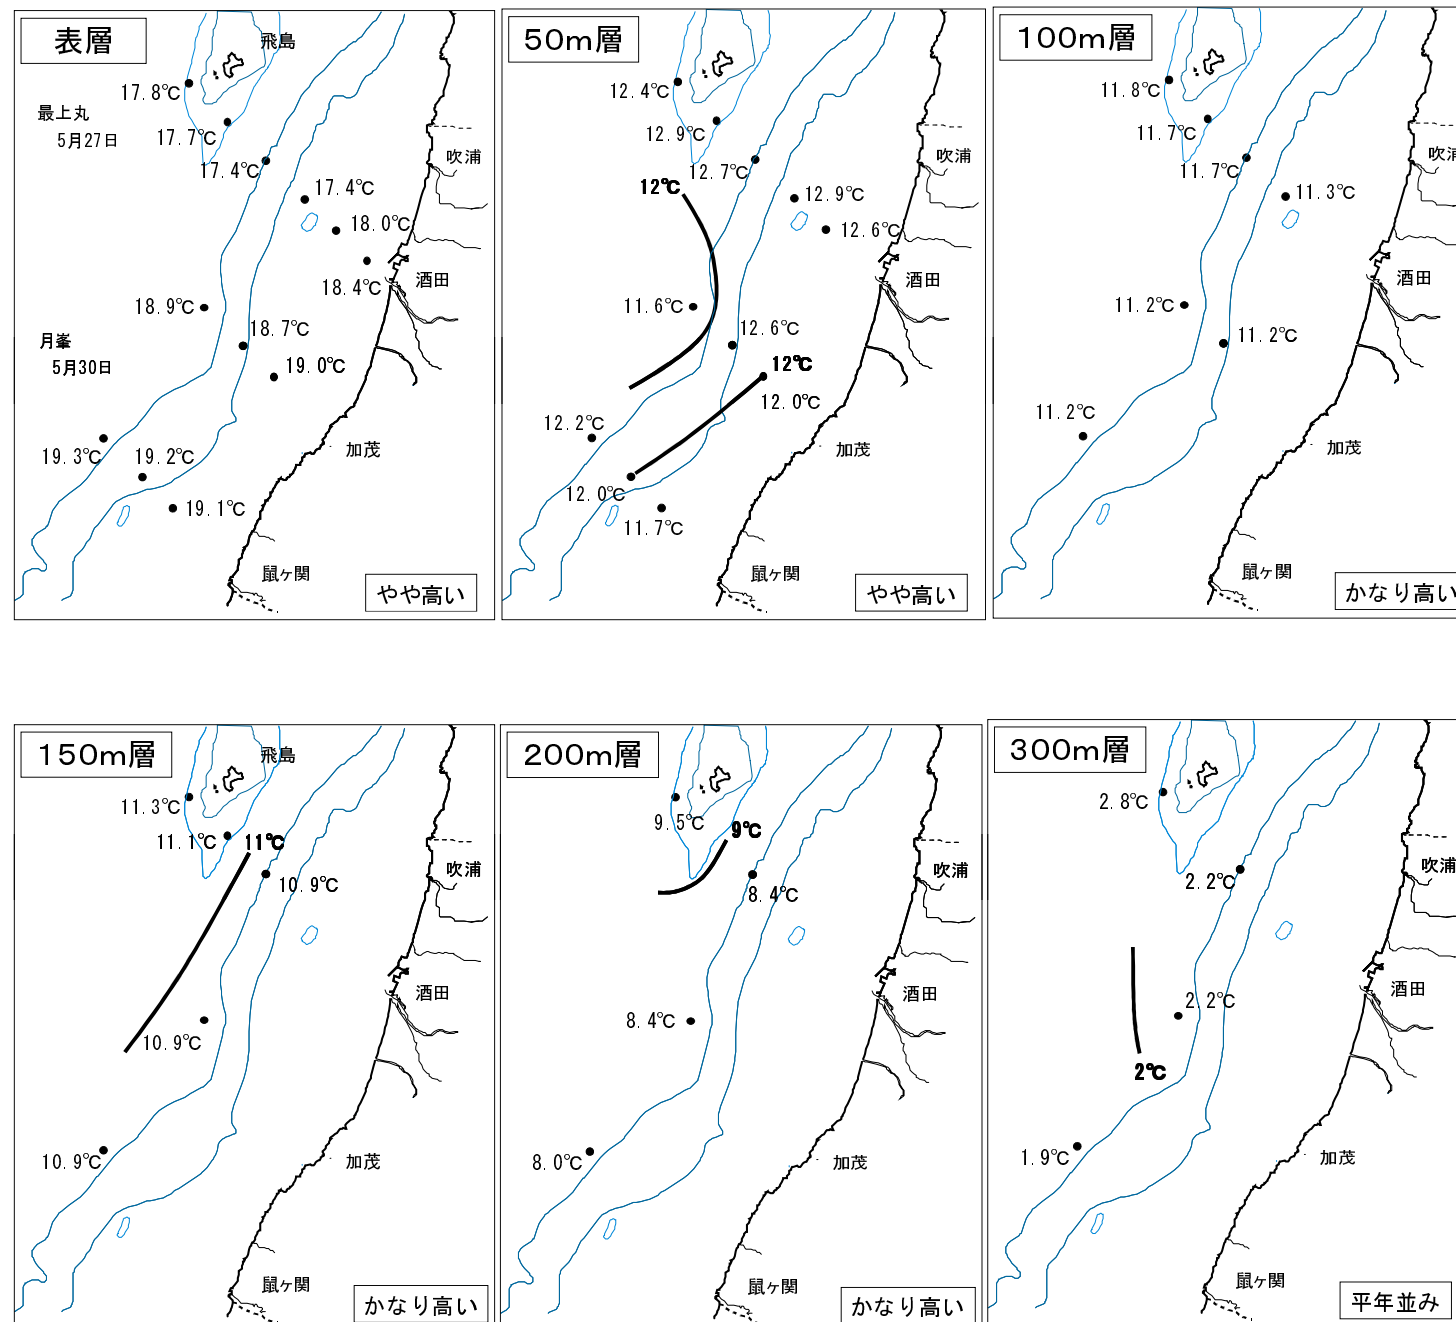 表層
飛島
17.8℃
最上丸
5月27日
17.7℃
17.4℃
吹浦
17.4℃
18.0℃
18.4℃
酒田
18.9℃
18.7℃
月峯
5月30日
19.0℃
19.3℃
19.2℃
加茂
19.1℃
鼠ヶ関
やや高い
50m層
12.4℃
12.9℃
12.7℃
吹浦
12℃
12.9℃
12.6℃
酒田
11.6℃
12.6℃
12℃
12.0℃
12.2℃
加茂
12.0℃
11.7℃
鼠ヶ関
やや高い
100m層
11.8℃
11.7℃
11.7℃
吹浦
11.3℃
酒田
11.2℃
11.2℃
11.2℃
加茂
鼠ヶ関
かなり高い
150m層
飛島
11.3℃
11.1℃
11℃
吹浦
10.9℃
酒田
10.9℃
10.9℃
加茂
鼠ヶ関
かなり高い
200m層
9.5℃
9℃
吹浦
8.4℃
酒田
8.4℃
8.0℃
加茂
鼠ヶ関
かなり高い
300m層
2.8℃
2.2℃
吹浦
酒田
2.2℃
2℃
1.9℃
加茂
鼠ヶ関
平年並み